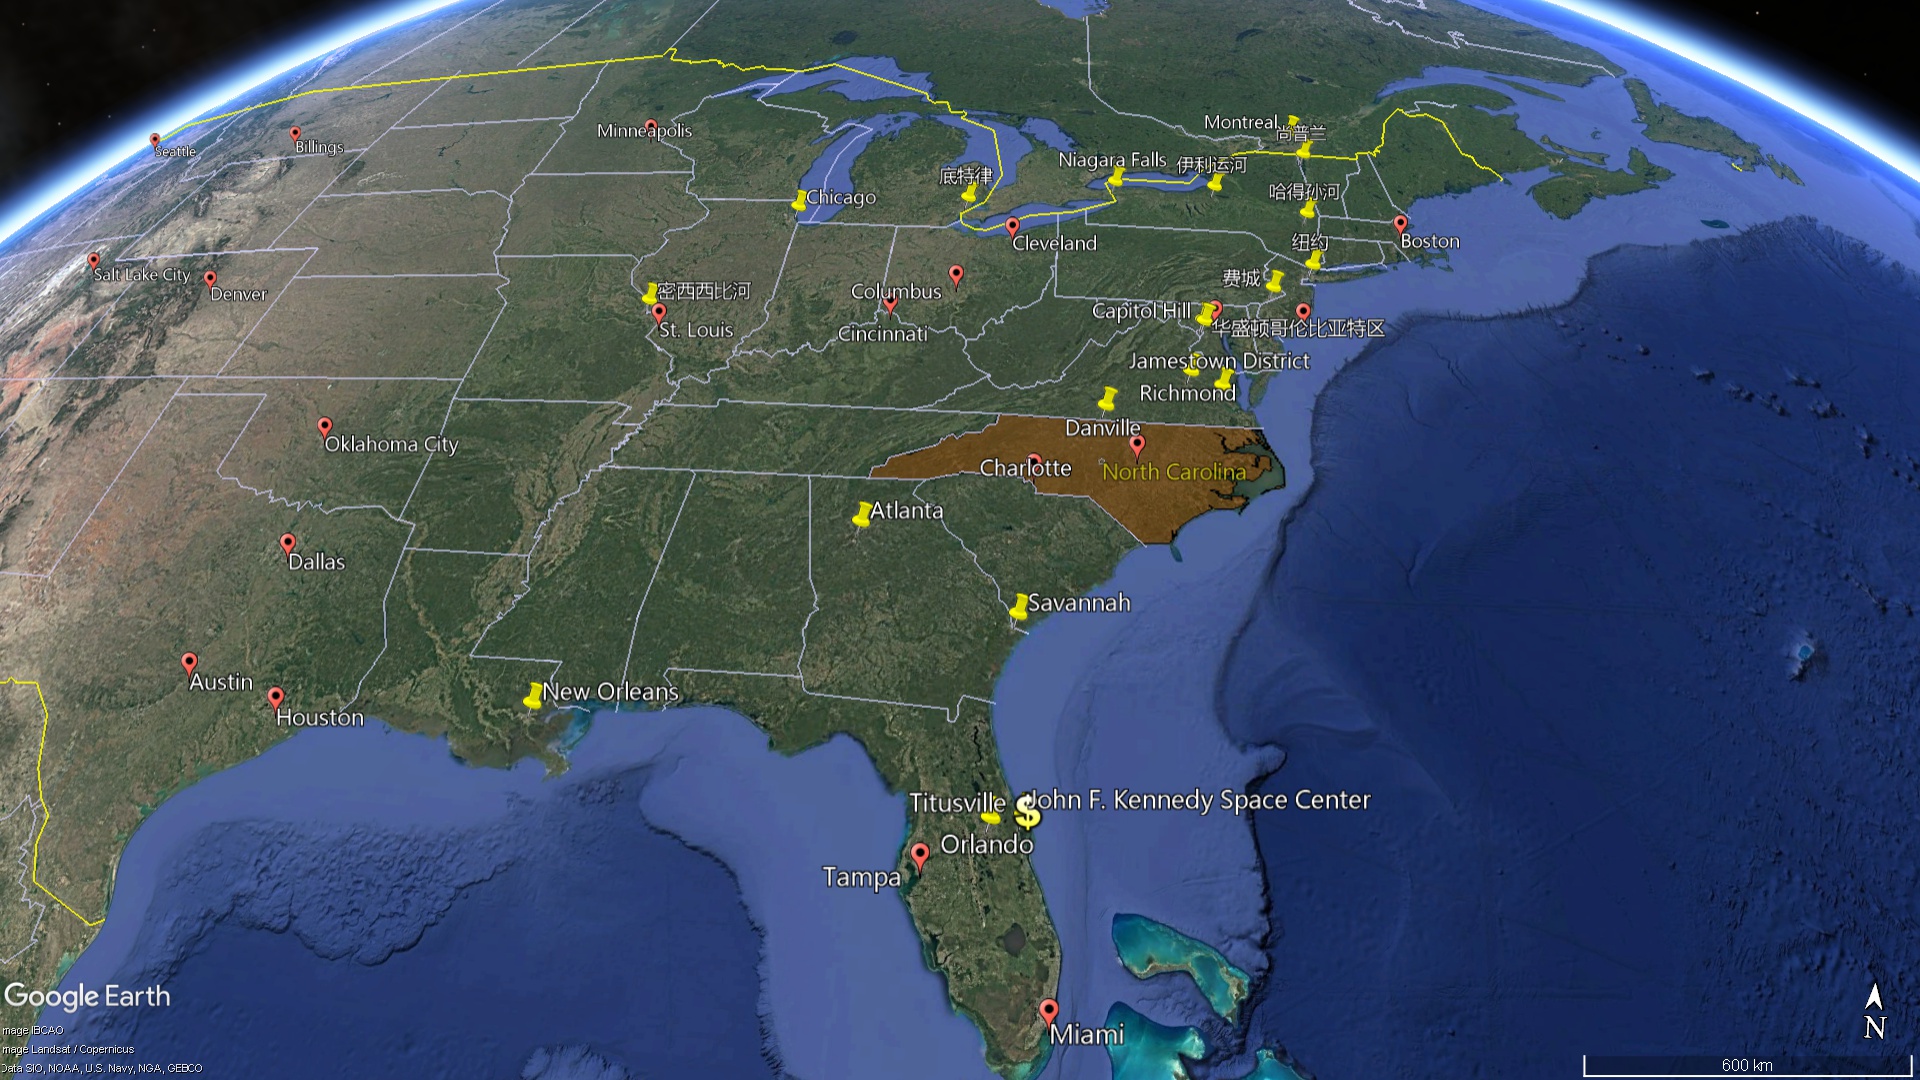 Montreal
尚普兰
Minneapolis
Seattle
Billings
Niagara Falls
伊利运河
底特律
哈得孙河
Chicago
Cleveland
纽约
Boston
Salt Lake City
Denver
密西西比河
Columbus
费城
St. Louis
Cincinnati
Capitol Hill
华盛顿哥伦比亚特区
Jamestown District
Richmond
Danville
Oklahoma City
Charlotte
North Carolina
Atlanta
Dallas
Savannah
Austin
New Orleans
Houston
Titusville
John F. Kennedy Space Center
Orlando
Tampa
Miami
Google Earth
mage IBCAO
mage Landsat / Copernicus
Data SIO, NOAA, U.S. Navy, NGA, GEBCO
N
600 km